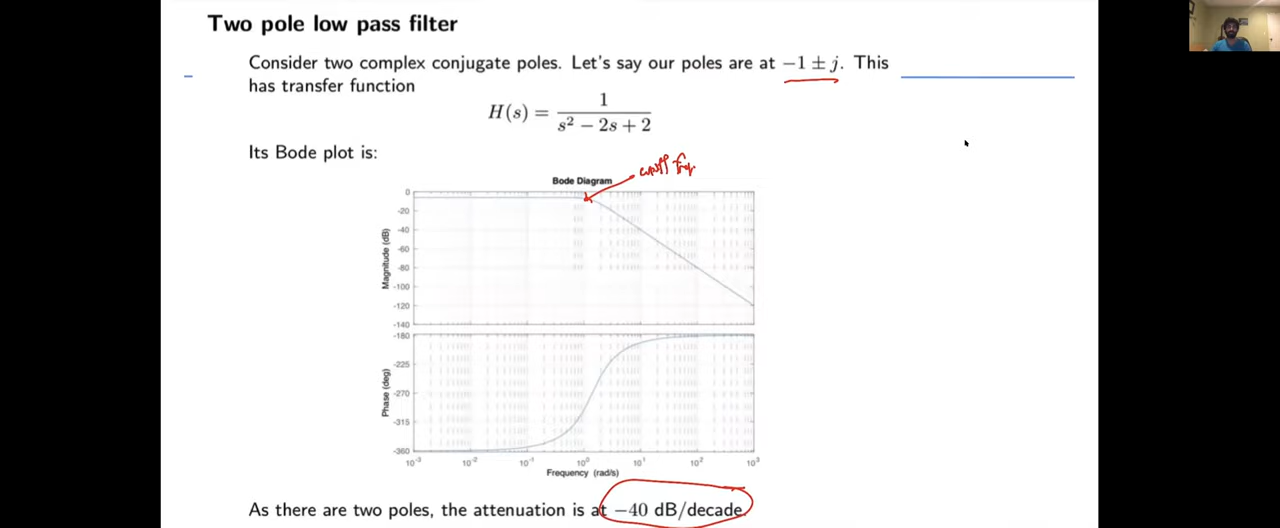 Two pole low pass filter
Consider two complex conjugate poles. Let's say our poles are at −1 ± j. This
has transfer function
H(s) = 1 / (s² − 2s + 2)
Its Bode plot is:
cutoff freq.
Bode Diagram
Magnitude (dB)
0
-20
-40
-60
-80
-100
-120
-140
Phase (deg)
-180
-225
-270
-315
-360
10⁻³ 10⁻² 10⁻¹ 10⁰ 10¹ 10² 10³
Frequency (rad/s)
As there are two poles, the attenuation is at −40 dB/decade.